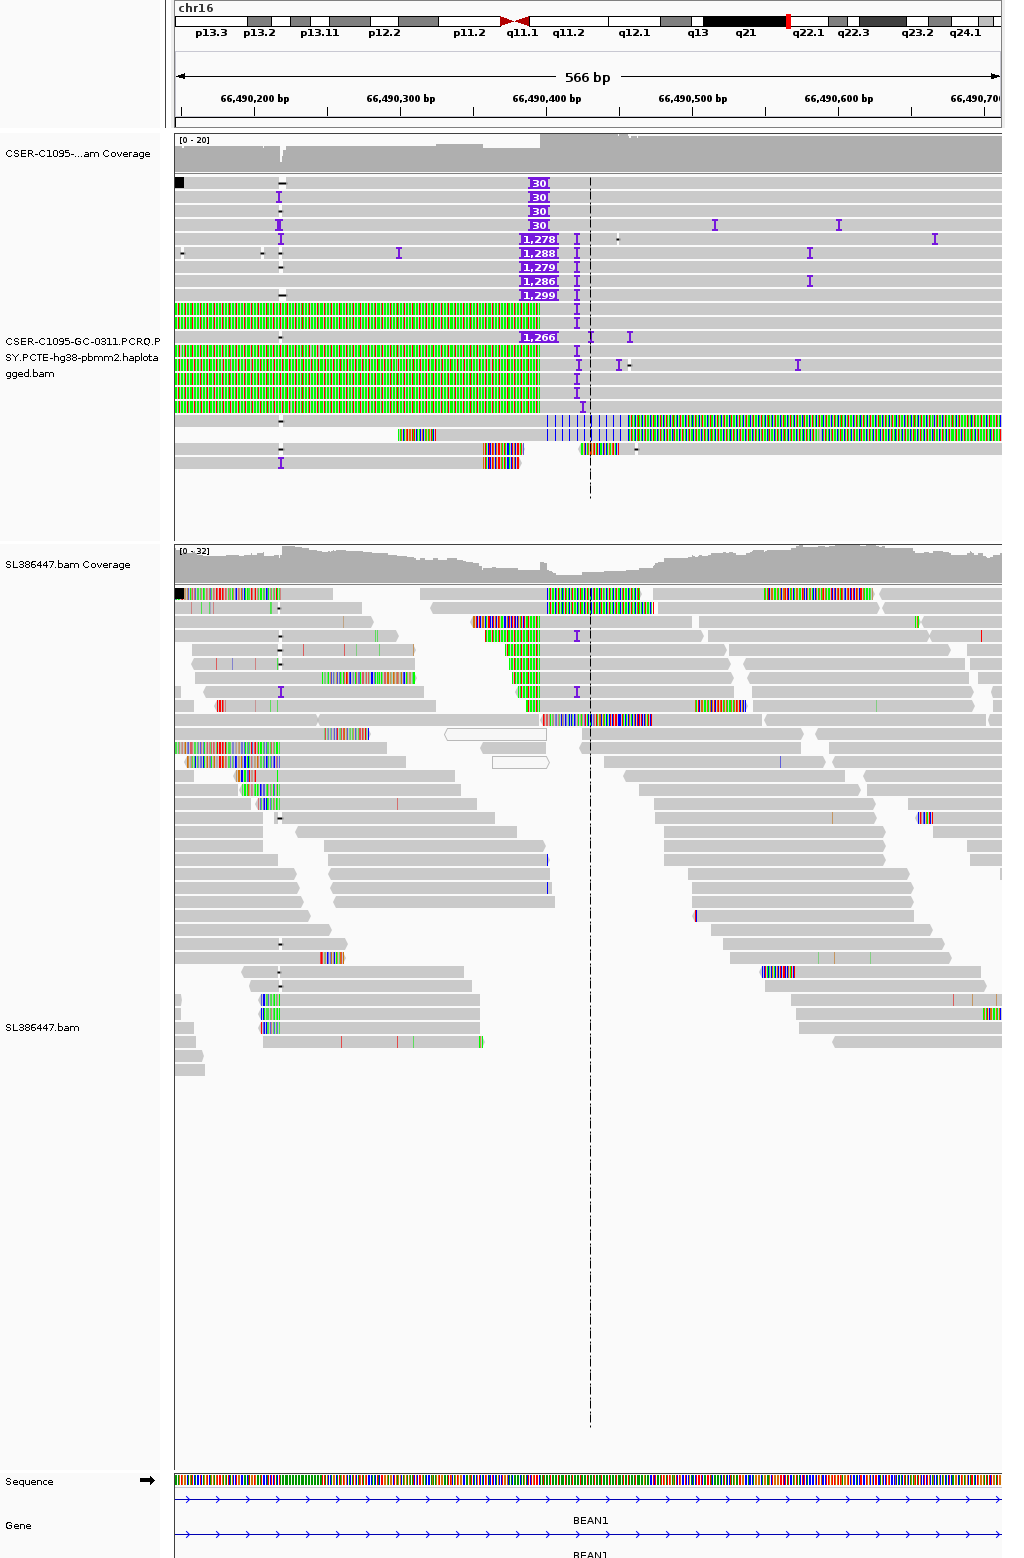 chr16
p13.3 p13.2 p13.11 p12.2 p11.2 q11.1 q11.2 q12.1 q13 q21 q22.1 q22.3 q23.2 q24.1
566 bp
66,490,200 bp 66,490,300 bp 66,490,400 bp 66,490,500 bp 66,490,600 bp 66,490,700
[0 - 20]
CSER-C1095-...am Coverage
30
30
30
30
1,278
1,288
1,279
1,286
1,299
1,266
CSER-C1095-GC-0311.PCRQ.P
SY.PCTE-hg38-pbmm2.haplota
gged.bam
[0 - 32]
SL386447.bam Coverage
SL386447.bam
Sequence
BEAN1
Gene
BEAN1